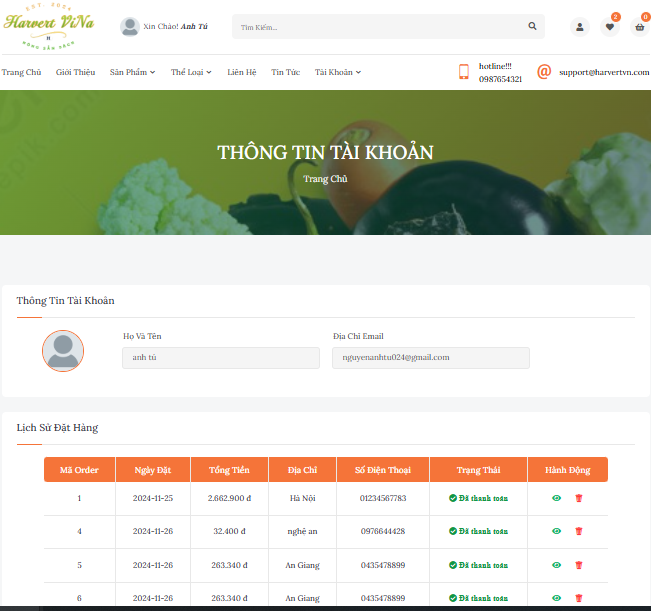 EST. 2024
Harvert ViNa
H
NÔNG SẢN SẠCH
Xin Chào! Anh Tú
Tìm Kiếm...
2
0
Trang Chủ Giới Thiệu Sản Phẩm Thể Loại Liên Hệ Tin Tức Tài Khoản
hotline!!!
0987654321
@ support@harvertvn.com
THÔNG TIN TÀI KHOẢN
Trang Chủ
Thông Tin Tài Khoản
Họ Và Tên Địa Chỉ Email
anh tú nguyenanhtu024@gmail.com
Lịch Sử Đặt Hàng
Mã Order Ngày Đặt Tổng Tiền Địa Chỉ Số Điện Thoại Trạng Thái Hành Động
1 2024-11-25 2.662.900 đ Hà Nội 01234567783 Đã thanh toán
4 2024-11-26 32.400 đ nghệ an 0976644428 Đã thanh toán
5 2024-11-26 263.340 đ An Giang 0435478899 Đã thanh toán
6 2024-11-26 263.340 đ An Giang 0435478899 Đã thanh toán